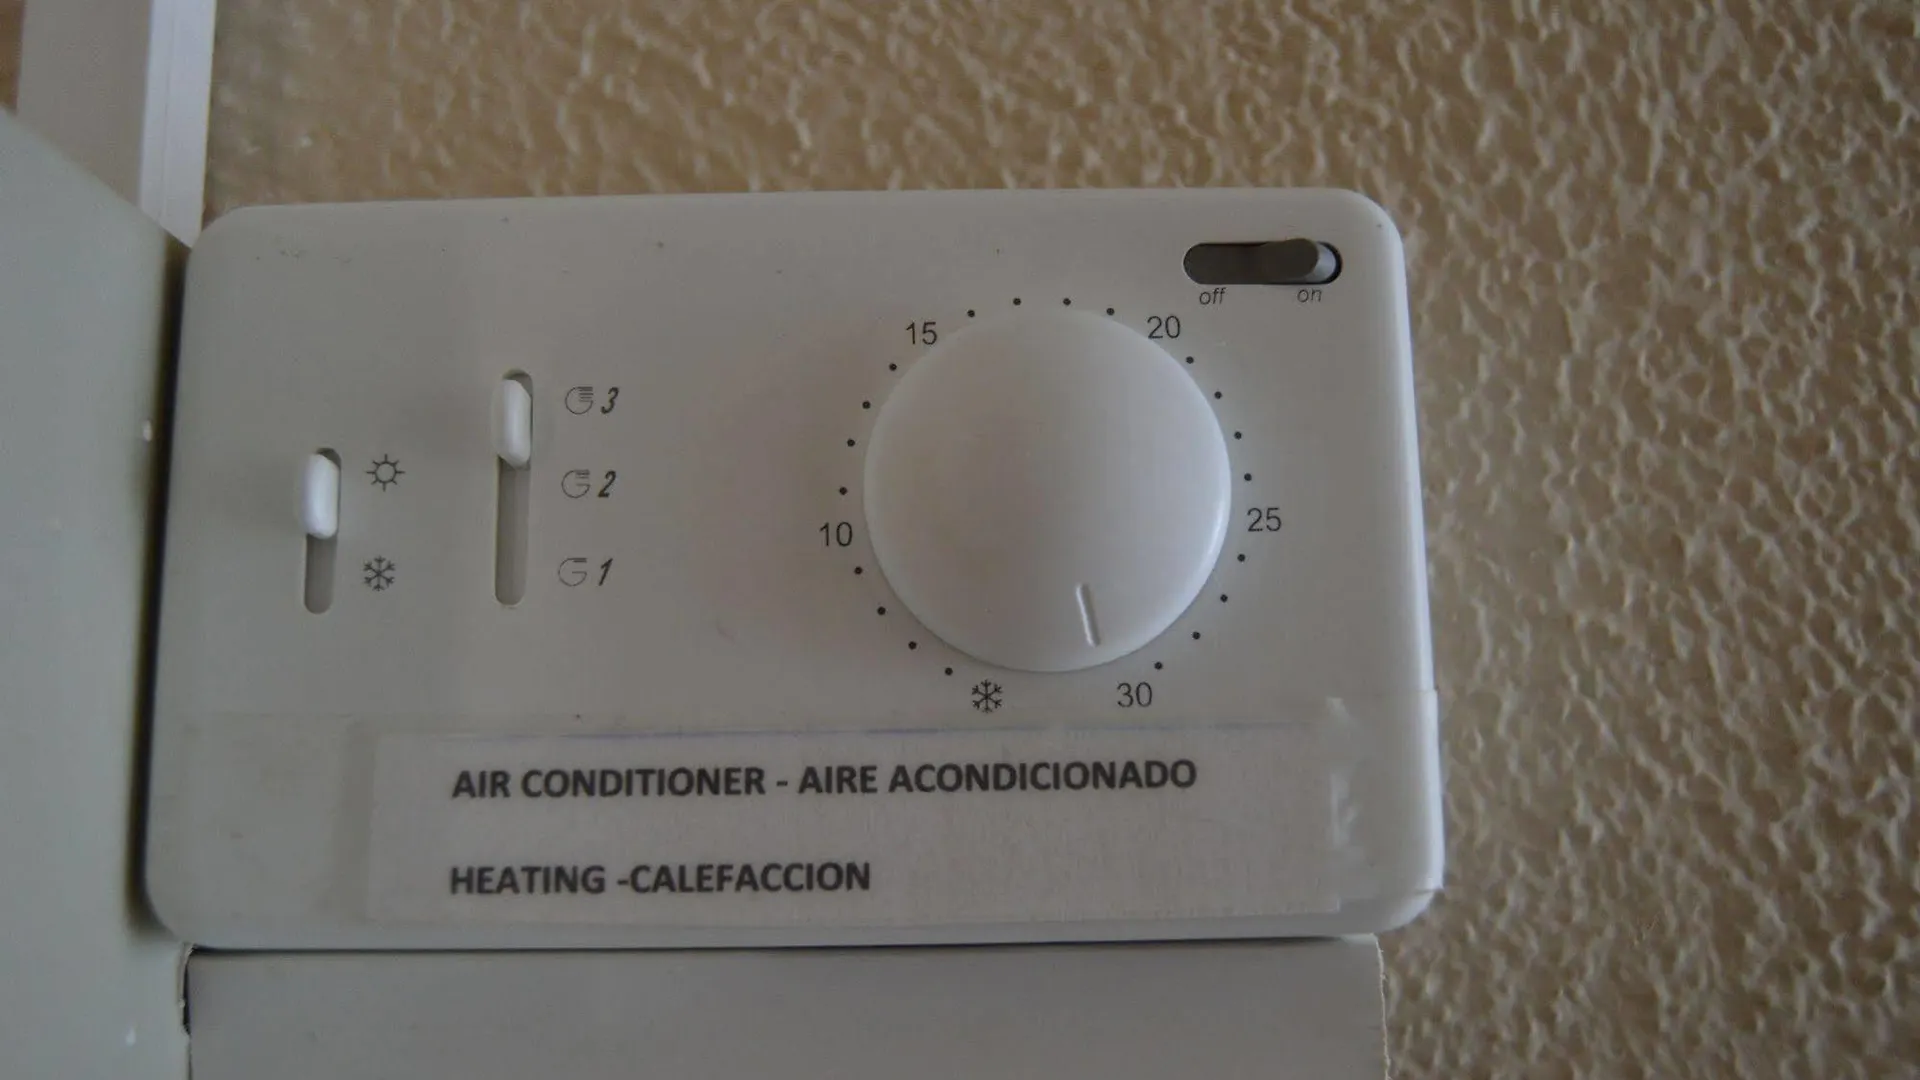 off on
15 20
3
2
10 25
1
30
AIR CONDITIONER - AIRE ACONDICIONADO
HEATING -CALEFACCION